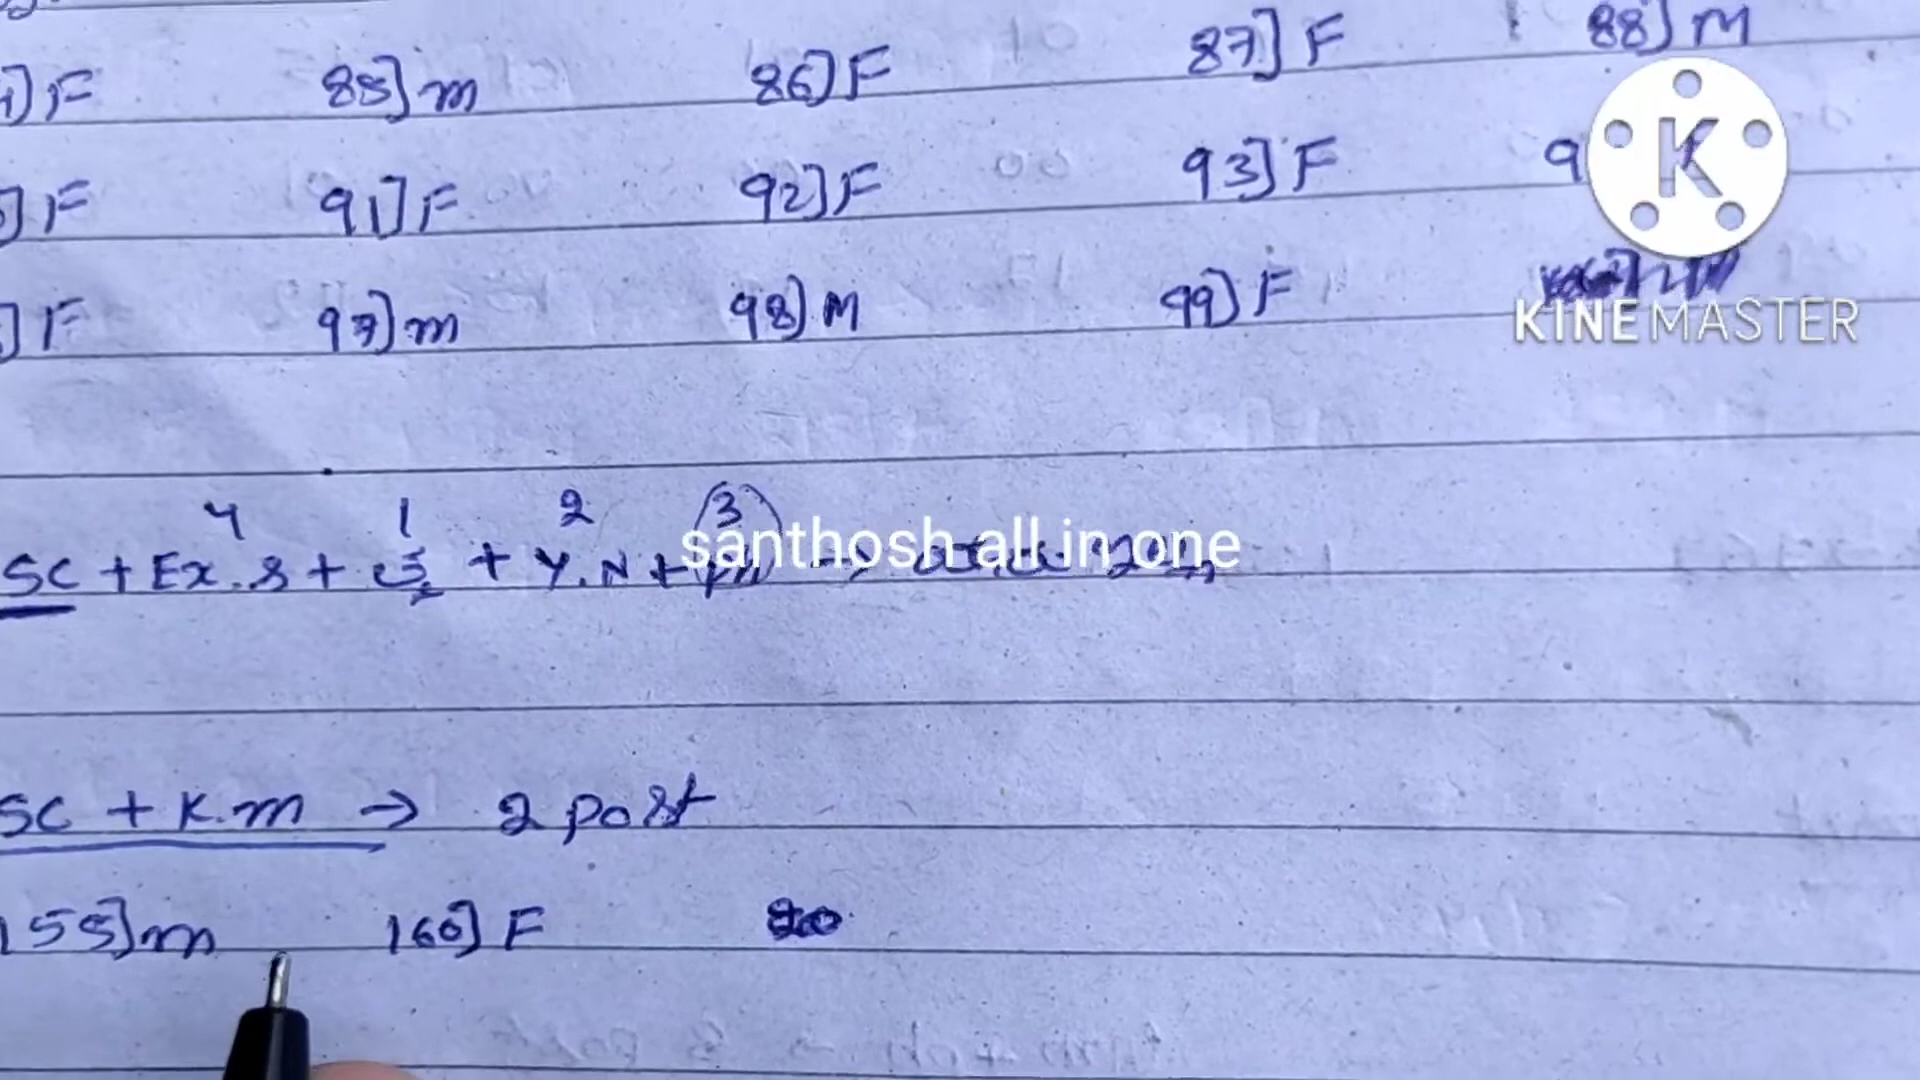 F 85] m 86] F 87] F 88] M
] F 91] F 92] F 93] F 9
] F 97] m 98] M 99] F
KINEMASTER
4 1 2 3
SC + Ex.s + + Y.N +
santhosh all in one
SC + K.m → 2 post
155] m 160] F